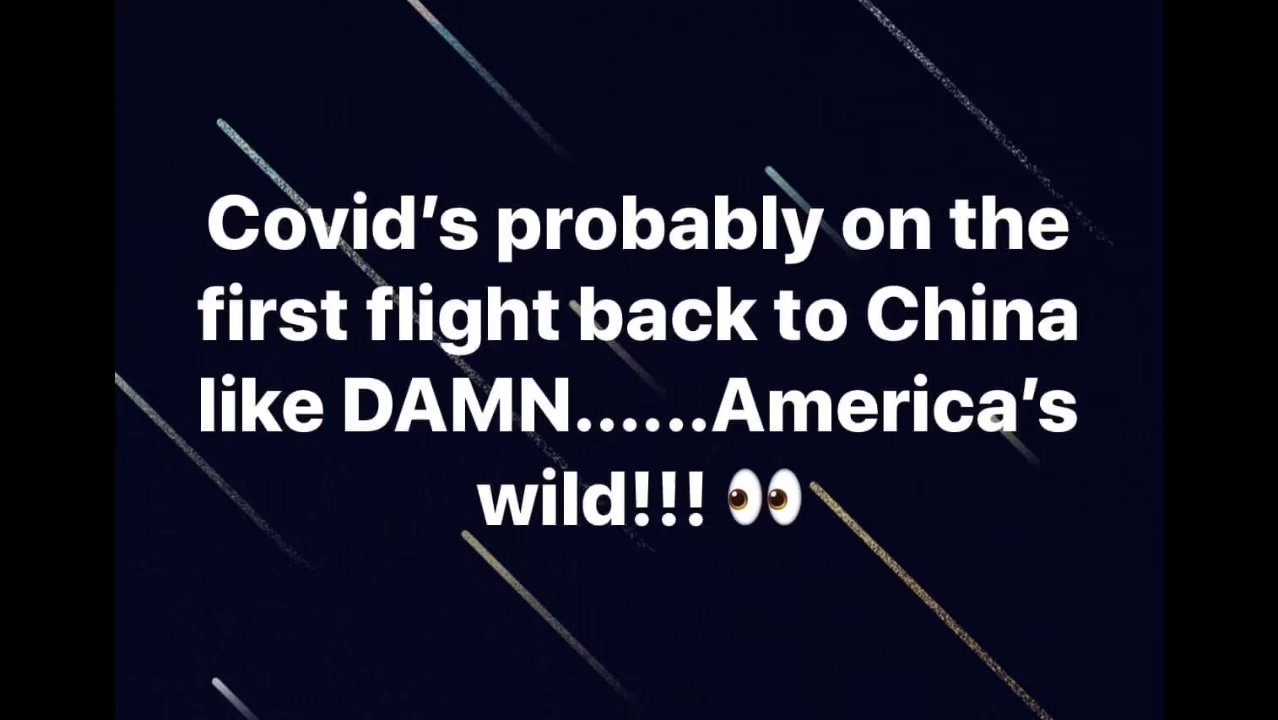 Covid’s probably on the
first flight back to China
like DAMN......America’s
wild!!! 👀